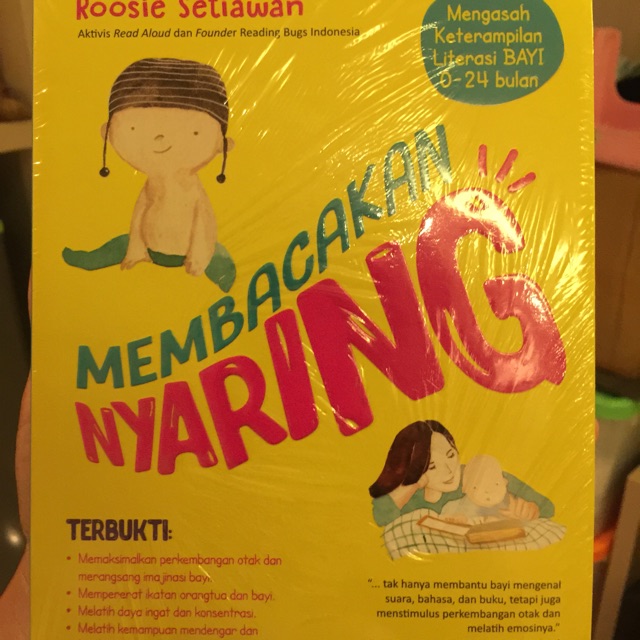 Roosie Setiawan
Aktivis Read Aloud dan Founder Reading Bugs Indonesia
Mengasah
Keterampilan
Literasi BAYI
0-24 bulan
MEMBACAKAN
NYARING
TERBUKTI:
• Memaksimalkan perkembangan otak dan
merangsang imajinasi bayi.
• Mempererat ikatan orangtua dan bayi.
• Melatih daya ingat dan konsentrasi.
• Melatih kemampuan mendengar dan
"... tak hanya membantu bayi mengenal
suara, bahasa, dan buku, tetapi juga
menstimulus perkembangan otak dan
melatih emosinya."